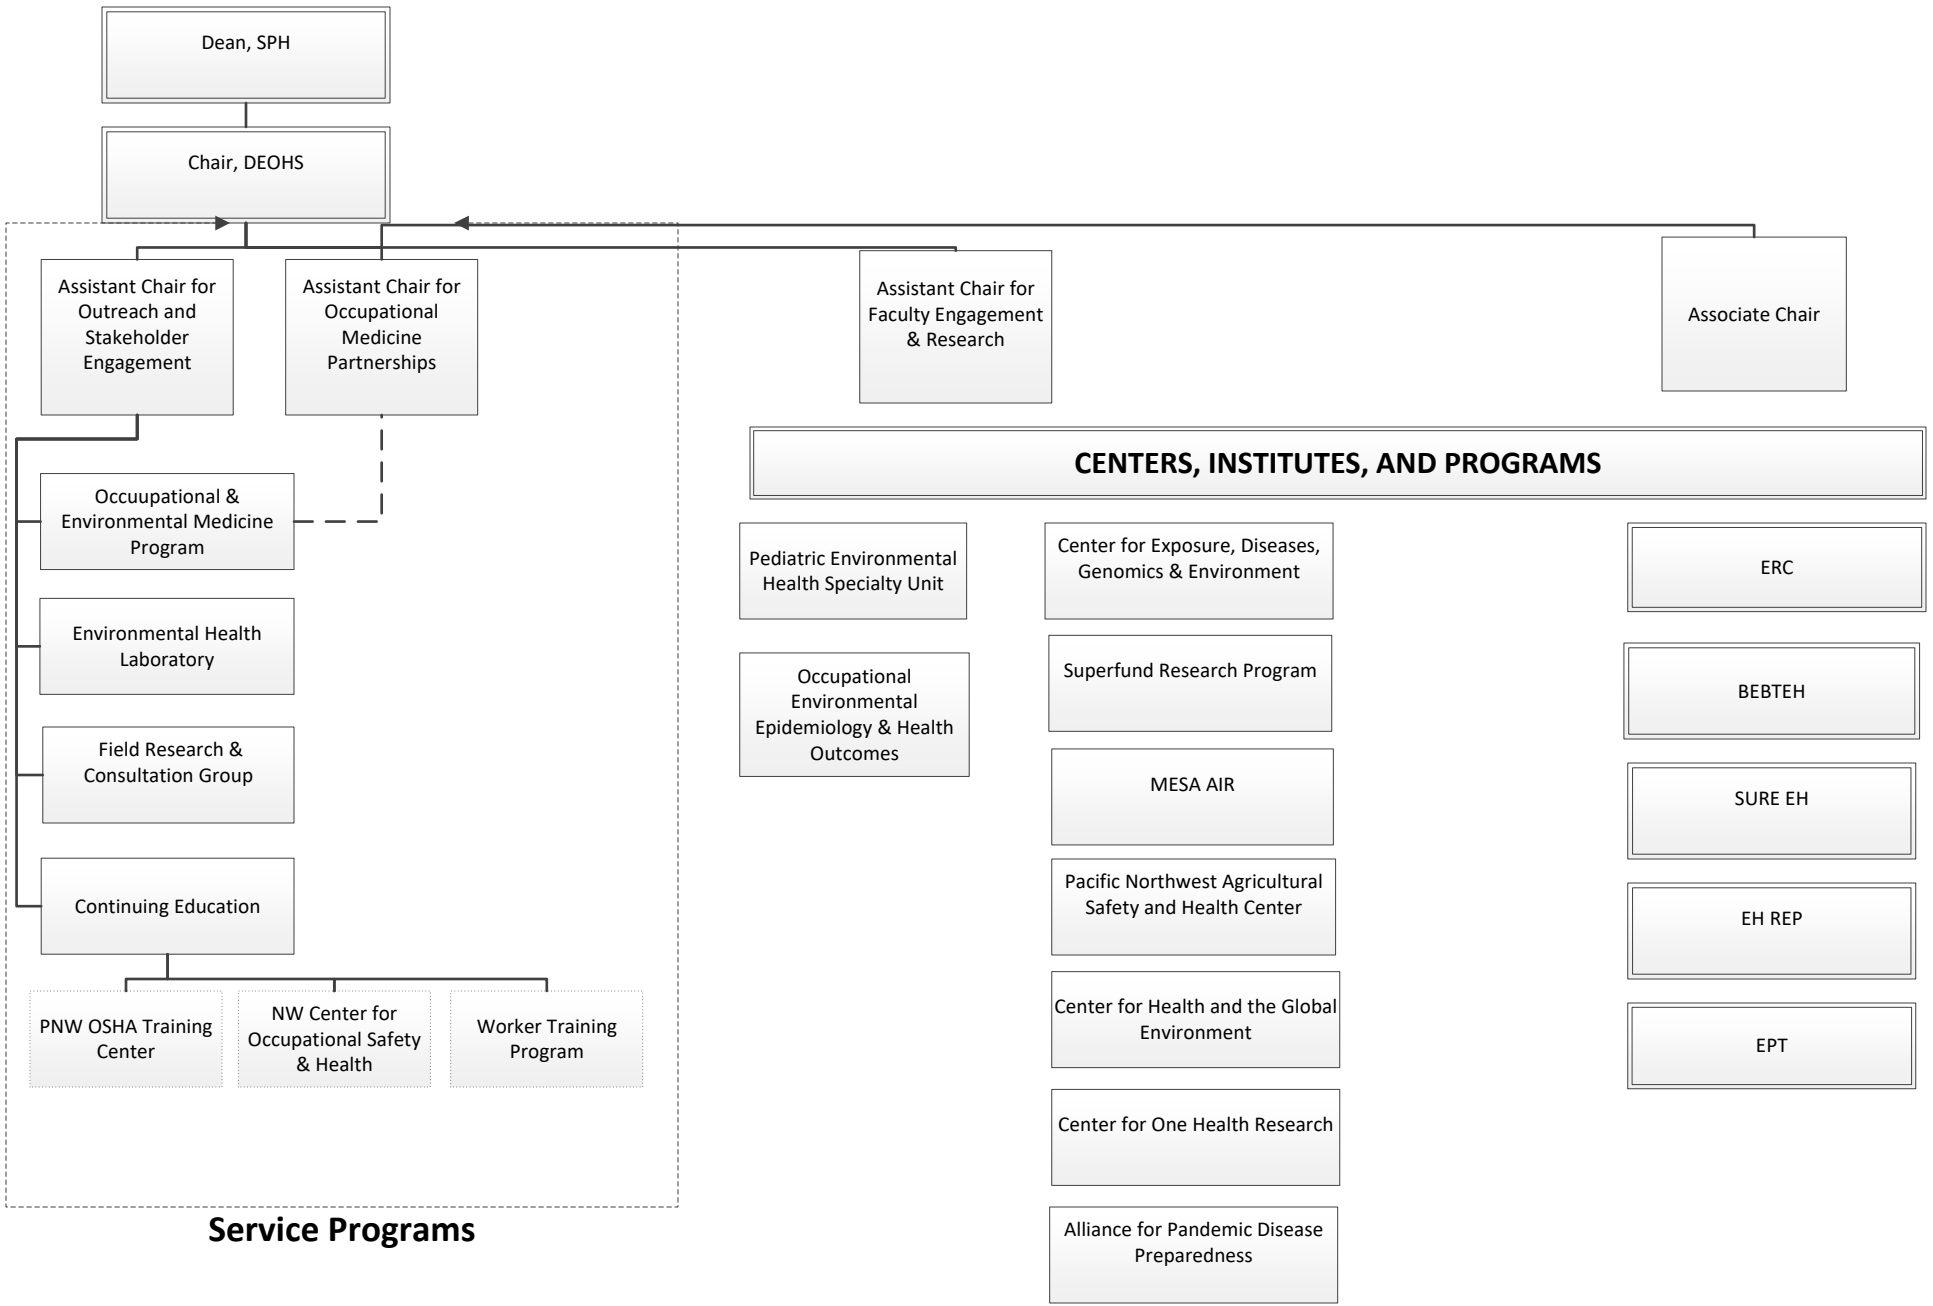 Dean, SPH
Chair, DEOHS
Assistant Chair for
Outreach and
Stakeholder
Engagement
Assistant Chair for
Occupational
Medicine
Partnerships
Assistant Chair for
Faculty Engagement
& Research
Associate Chair
Occuupational &
Environmental Medicine
Program
Environmental Health
Laboratory
Field Research &
Consultation Group
Continuing Education
PNW OSHA Training
Center
NW Center for
Occupational Safety
& Health
Worker Training
Program
Service Programs
CENTERS, INSTITUTES, AND PROGRAMS
Pediatric Environmental
Health Specialty Unit
Occupational
Environmental
Epidemiology & Health
Outcomes
Center for Exposure, Diseases,
Genomics & Environment
Superfund Research Program
MESA AIR
Pacific Northwest Agricultural
Safety and Health Center
Center for Health and the Global
Environment
Center for One Health Research
Alliance for Pandemic Disease
Preparedness
ERC
BEBTEH
SURE EH
EH REP
EPT